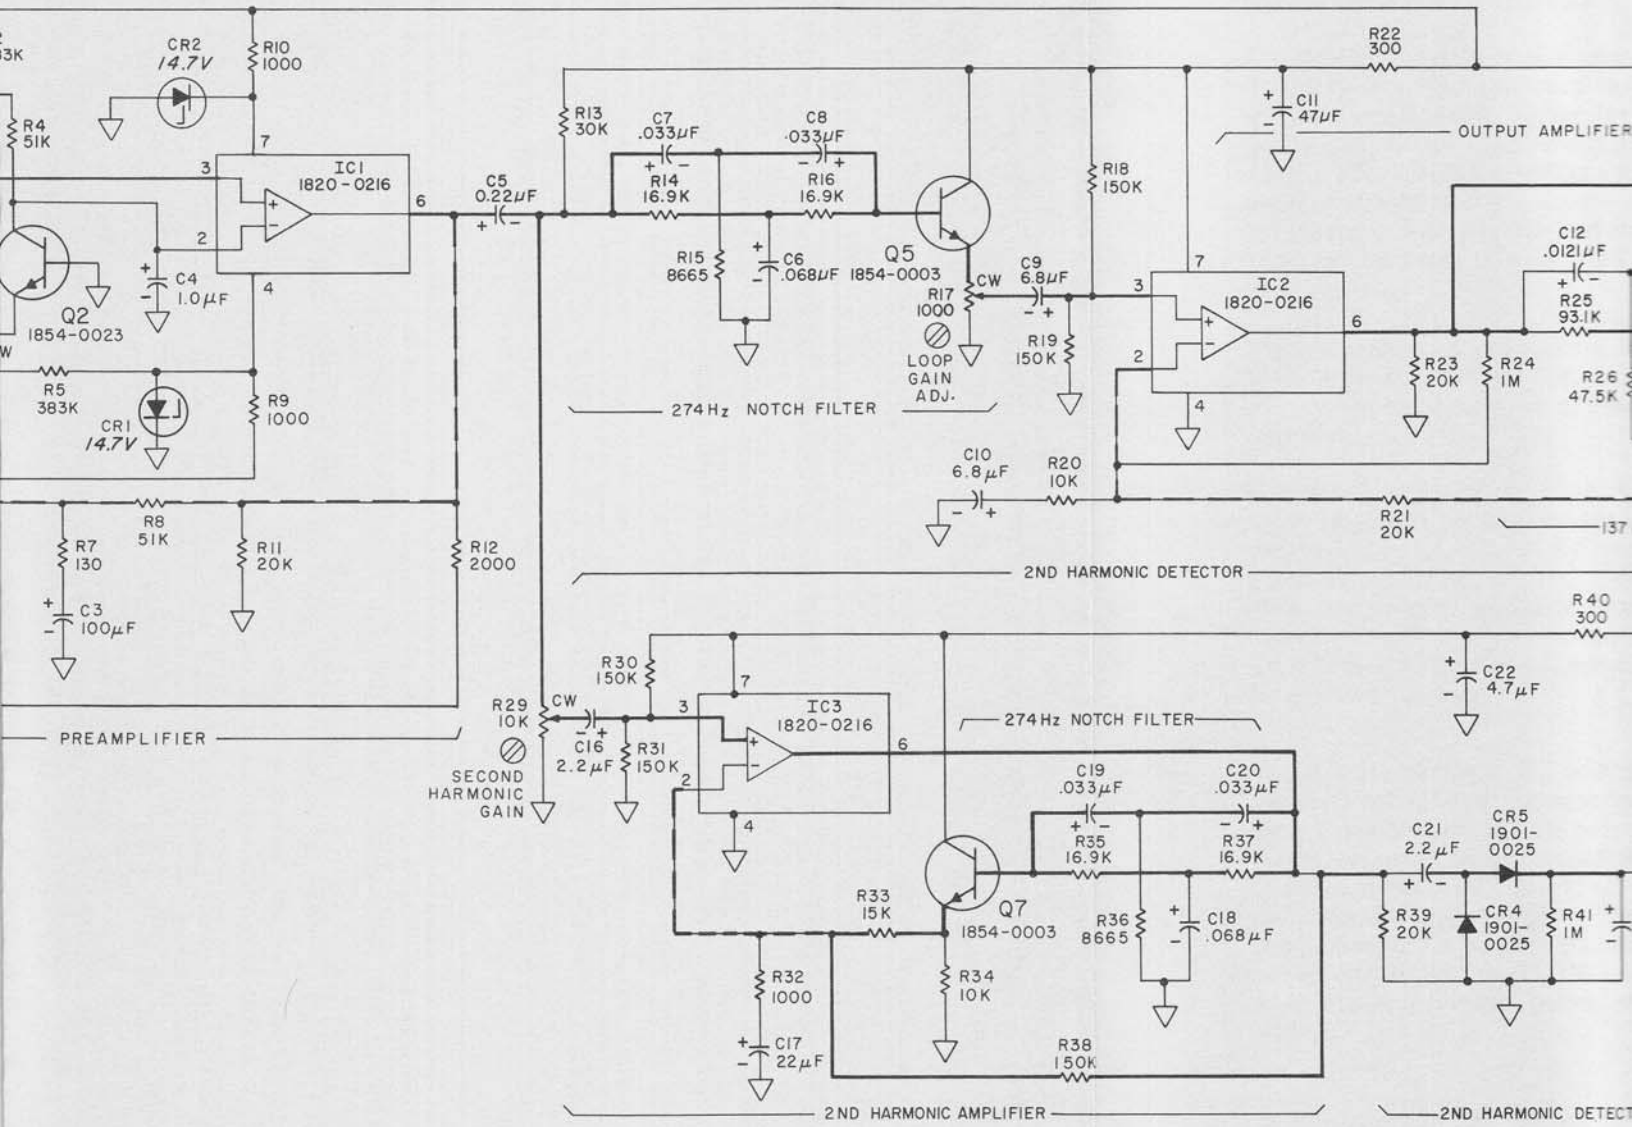 CR2
14.7V
R10
1000
R22
300
R4
51K
7
3
IC1
1820-0216
6
2
4
C4
1.0µF
+
-
Q2
1854-0023
R5
383K
CR1
14.7V
R9
1000
C5
0.22µF
+ -
R13
30K
C7
.033µF
+ -
R14
16.9K
C8
.033µF
- +
R16
16.9K
R15
8665
+
-
C6
.068µF
Q5
1854-0003
R17
1000
CW
LOOP
GAIN
ADJ.
C9
6.8µF
- +
R18
150K
R19
150K
+
-
C11
47µF
OUTPUT AMPLIFIER
7
3
IC2
1820-0216
6
2
4
R23
20K
R24
1M
C12
.0121µF
+ -
R25
93.1K
R26
47.5K
274Hz NOTCH FILTER
C10
6.8µF
- +
R20
10K
R21
20K
137
R8
51K
R7
130
R11
20K
R12
2000
+
-
C3
100µF
2ND HARMONIC DETECTOR
R40
300
PREAMPLIFIER
R29
10K
CW
SECOND
HARMONIC
GAIN
- +
C16
2.2µF
R30
150K
R31
150K
7
3
IC3
1820-0216
6
2
4
274Hz NOTCH FILTER
+
-
C22
4.7µF
C19
.033µF
+ -
R35
16.9K
C20
.033µF
- +
R37
16.9K
R36
8665
+
-
C18
.068µF
Q7
1854-0003
R33
15K
R34
10K
R32
1000
+
-
C17
22µF
R38
150K
C21
2.2µF
+ -
CR5
1901-
0025
R39
20K
CR4
1901-
0025
R41
1M
+
-
2ND HARMONIC AMPLIFIER
2ND HARMONIC DETECT